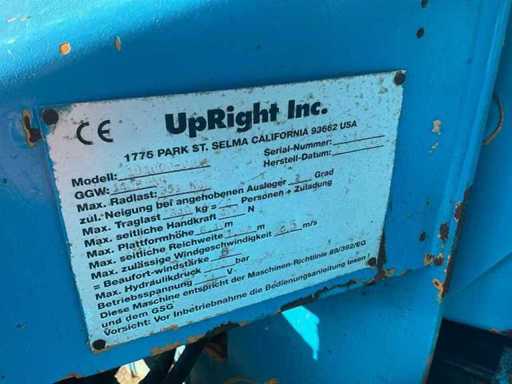 CE
UpRight Inc.
1775 PARK ST. SELMA CALIFORNIA 93662 USA
Modell: Serial-Nummer:
GGW: Herstell-Datum:
Max. Radlast:
zul.-Neigung bei angehobenen Ausleger Grad
Max. Traglast kg = Personen + Zuladung
Max. seitliche Handkraft N
Max. Plattformhöhe
Max. seitliche Reichweite
Max. zulässige Windgeschwindigkeit m/s
= Beaufort-windstärke
Max. Hydraulikdruck bar
Betriebsspannung V
Diese Maschine entspricht der Maschinen-Richtlinie 89/392/EG
und dem GSG
Vorsicht: Vor Inbetriebnahme die Bedienungsanleitung lesen!